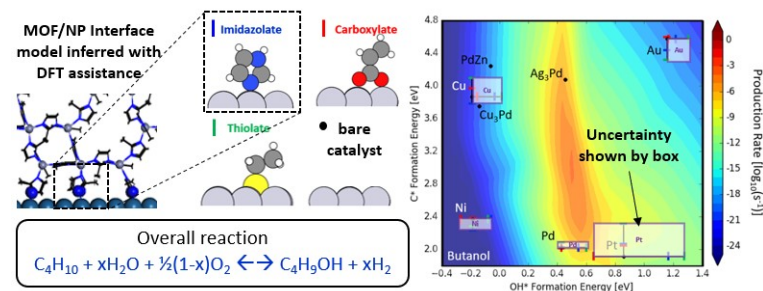 MOF/NP Interface
model inferred with
DFT assistance
Imidazolate
Carboxylate
Thiolate
bare
catalyst
Overall reaction
C₄H₁₀ + xH₂O + ½(1-x)O₂ ←→ C₄H₉OH + xH₂
C* Formation Energy [eV]
4.8
4.4
4.0
3.6
3.2
2.8
2.4
2.0
PdZn
Cu
Cu
Cu₃Pd
Ag₃Pd
Au
Au
Uncertainty
shown by box
Ni
Ni
Pd
Pd
Pt
Pt
Butanol
-0.4 -0.2 0.0 0.2 0.4 0.6 0.8 1.0 1.2 1.4
OH* Formation Energy [eV]
0
-3
-6
-9
-12
-15
-18
-21
-24
Production Rate [log₁₀(s⁻¹)]